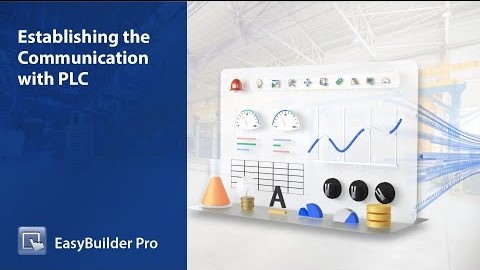 Establishing the
Communication
with PLC
A
EasyBuilder Pro